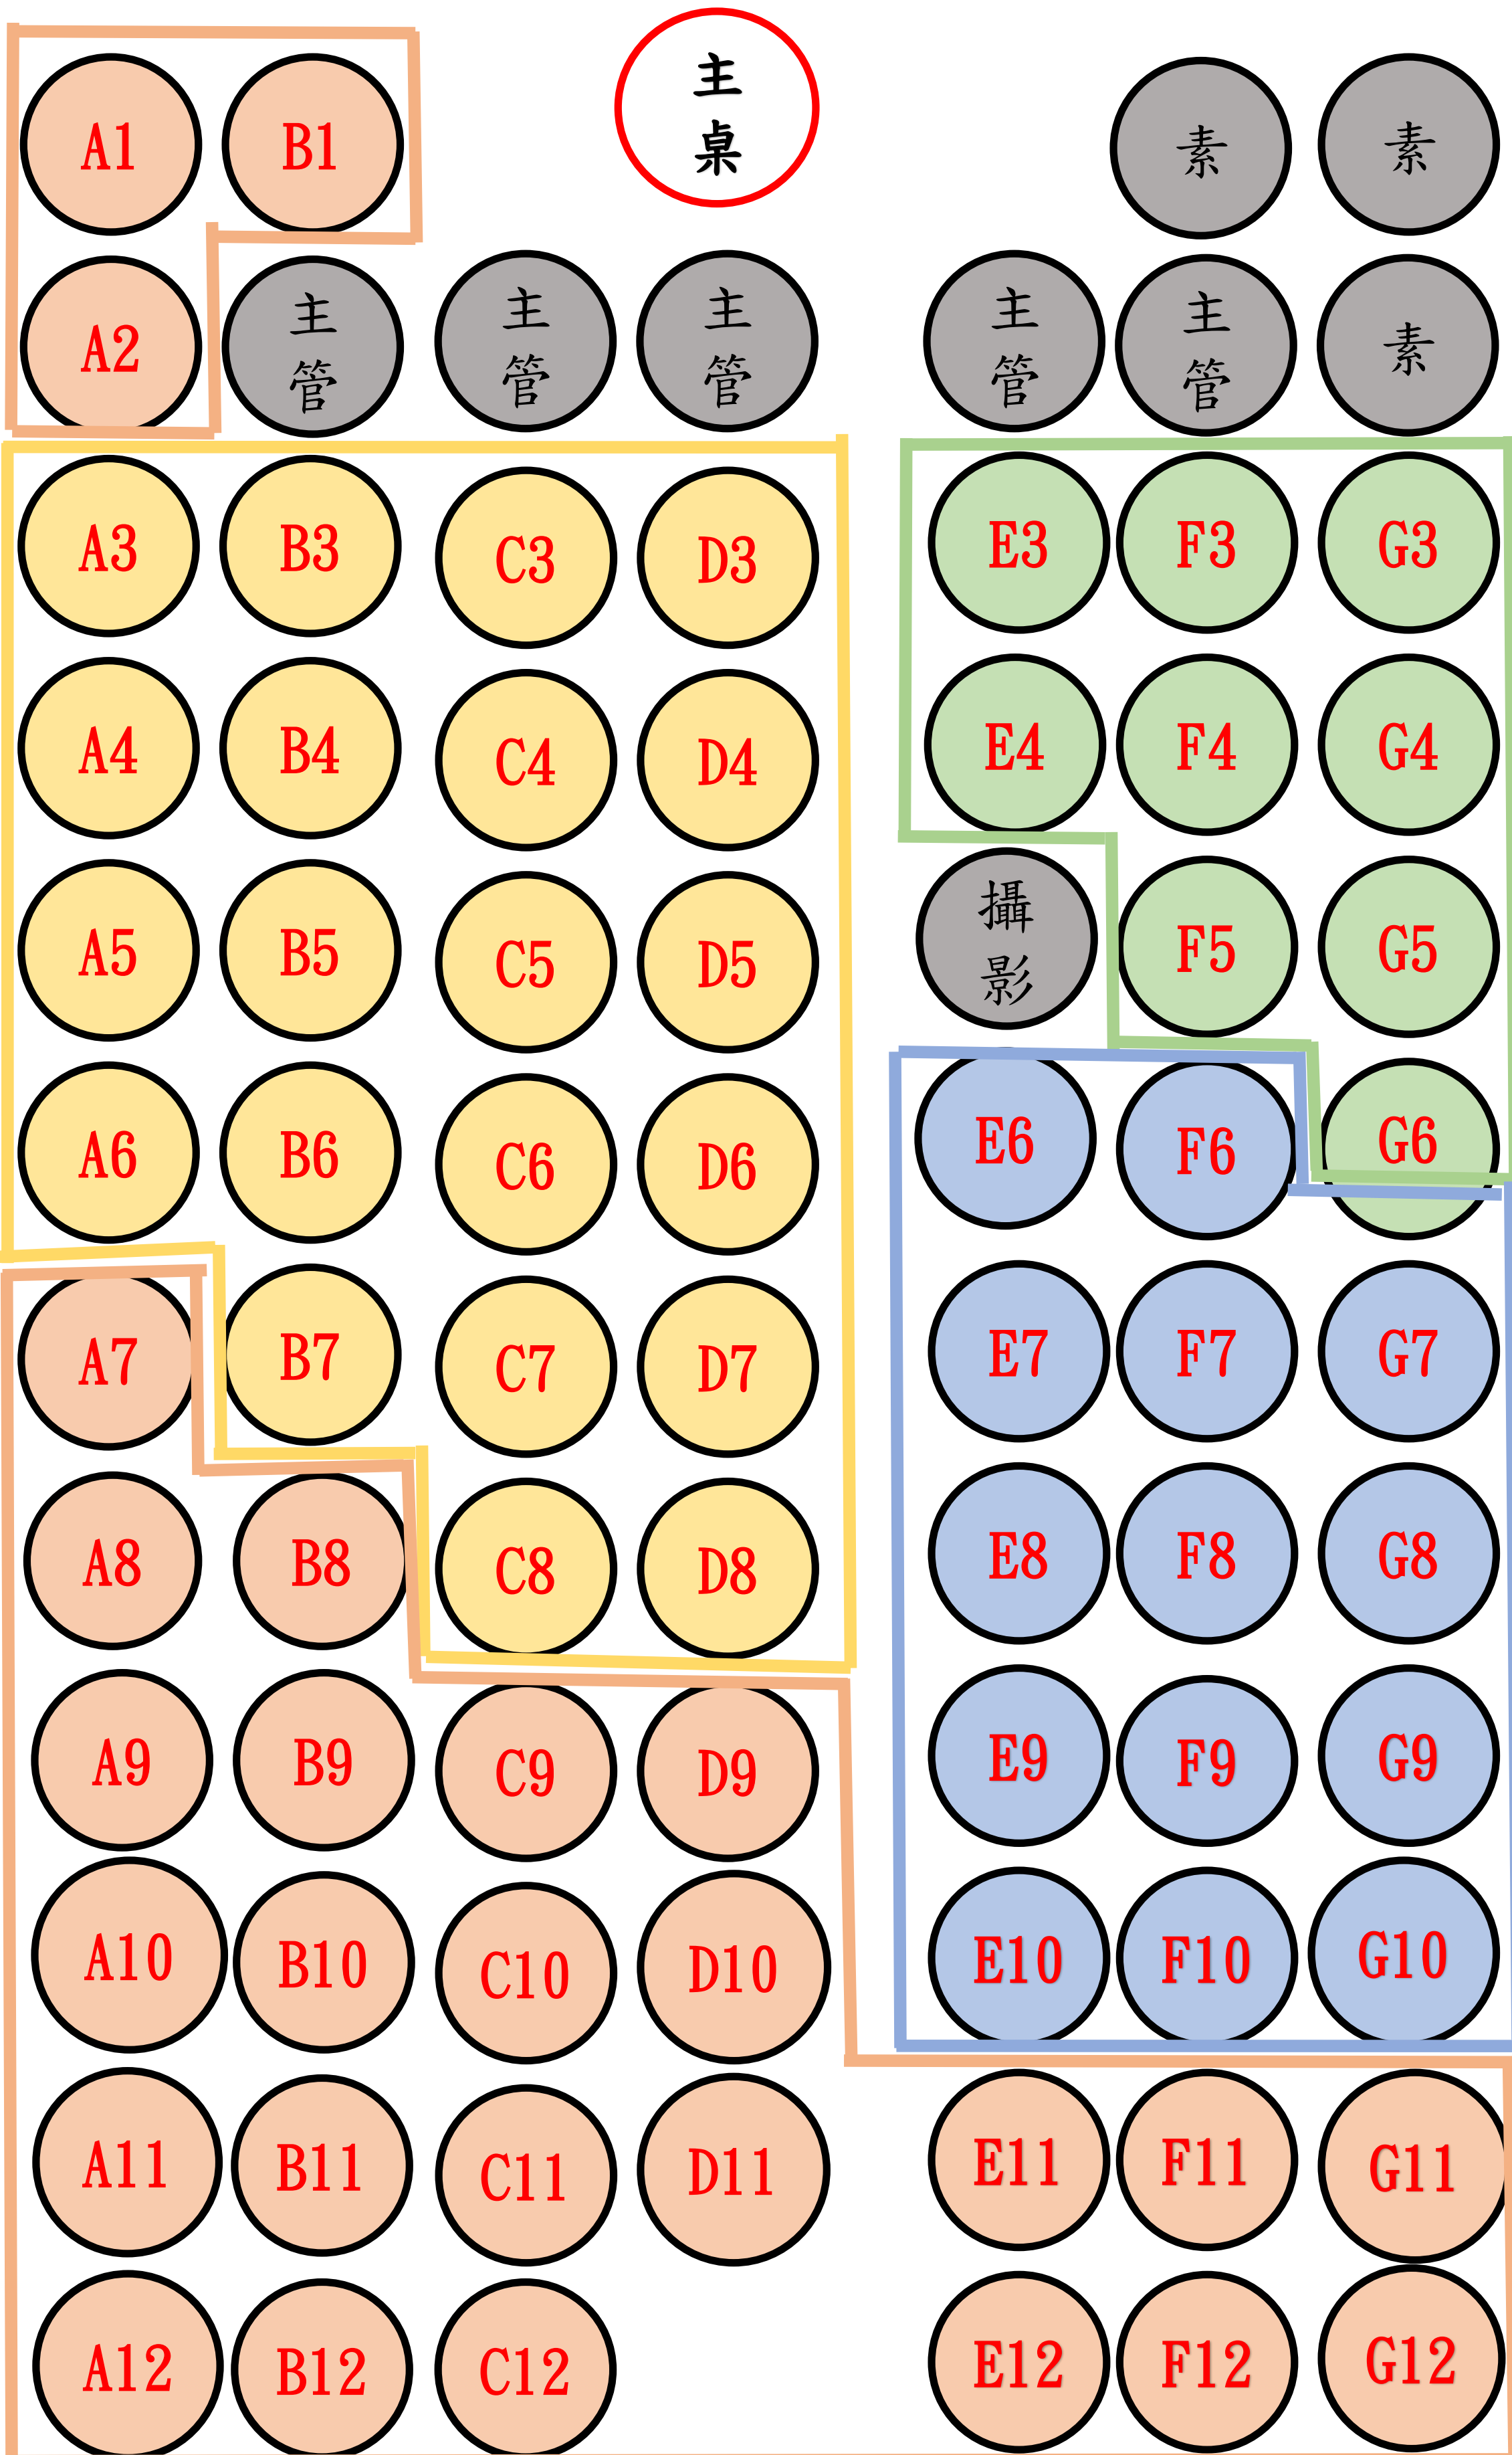 主
桌
A1 B1 素 素
A2 主管 主管 主管 主管 主管 素
A3 B3 C3 D3 E3 F3 G3
A4 B4 C4 D4 E4 F4 G4
A5 B5 C5 D5 攝影 F5 G5
A6 B6 C6 D6 E6 F6 G6
A7 B7 C7 D7 E7 F7 G7
A8 B8 C8 D8 E8 F8 G8
A9 B9 C9 D9 E9 F9 G9
A10 B10 C10 D10 E10 F10 G10
A11 B11 C11 D11 E11 F11 G11
A12 B12 C12 E12 F12 G12